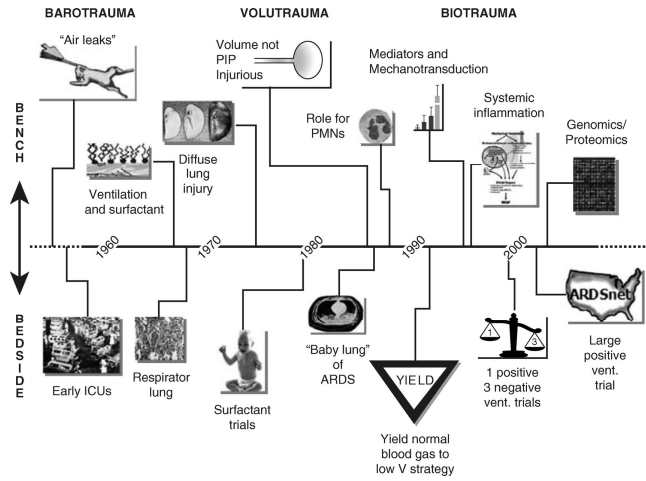 BAROTRAUMA
VOLUTRAUMA
BIOTRAUMA
BENCH
"Air leaks"
Ventilation
and surfactant
Diffuse
lung
injury
Volume not
PIP
Injurious
Role for
PMNs
Mediators and
Mechanotransduction
Systemic
inflammation
Genomics/
Proteomics
1960
1970
1980
1990
2000
BEDSIDE
Early ICUs
Respirator
lung
Surfactant
trials
"Baby lung"
of
ARDS
YIELD
Yield normal
blood gas to
low V strategy
1
3
1 positive
3 negative
vent. trials
ARDSnet
Large
positive
vent.
trial